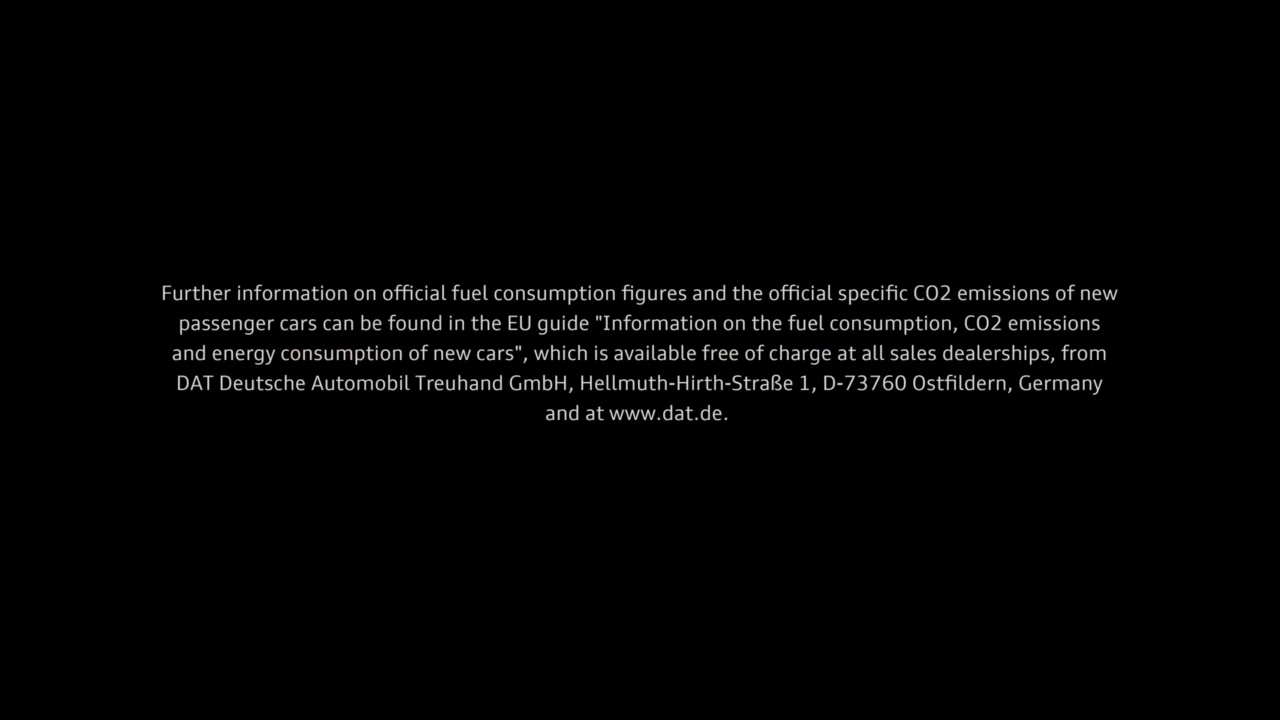 Further information on official fuel consumption figures and the official specific CO2 emissions of new
passenger cars can be found in the EU guide "Information on the fuel consumption, CO2 emissions
and energy consumption of new cars", which is available free of charge at all sales dealerships, from
DAT Deutsche Automobil Treuhand GmbH, Hellmuth-Hirth-Straße 1, D-73760 Ostfildern, Germany
and at www.dat.de.